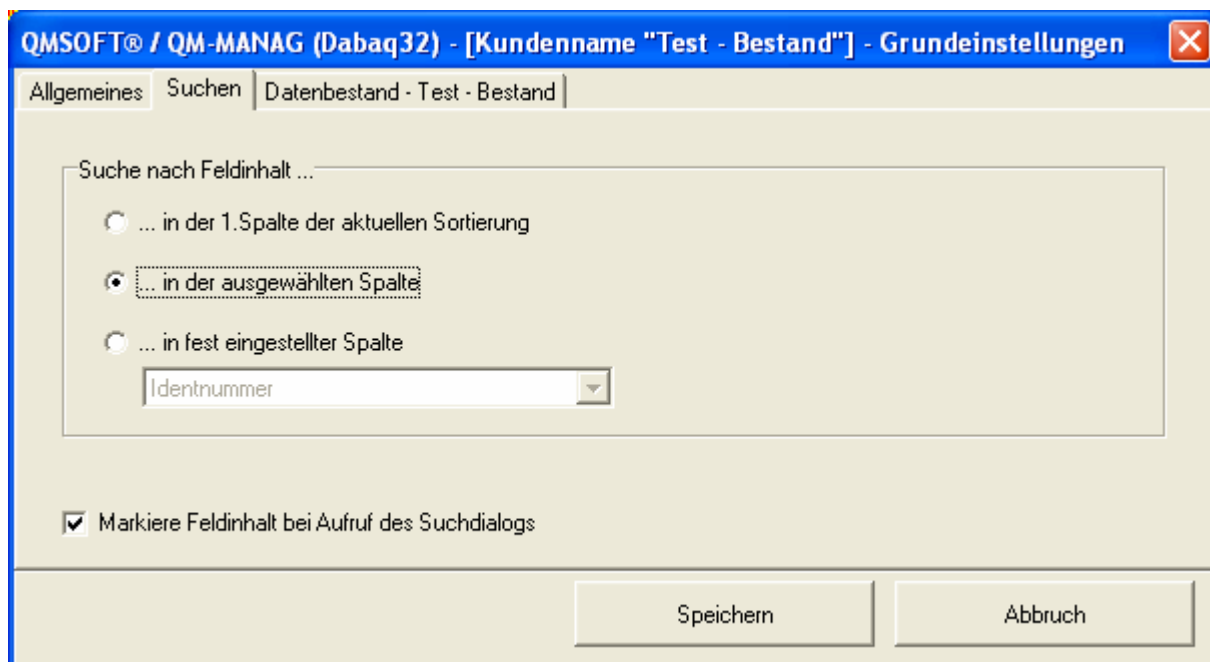 QMSOFT® / QM-MANAG (Dabaq32) - [Kundenname "Test - Bestand"] - Grundeinstellungen
Allgemeines Suchen Datenbestand - Test - Bestand
Suche nach Feldinhalt ...
... in der 1.Spalte der aktuellen Sortierung
... in der ausgewählten Spalte
... in fest eingestellter Spalte
Identnummer
Markiere Feldinhalt bei Aufruf des Suchdialogs
Speichern Abbruch